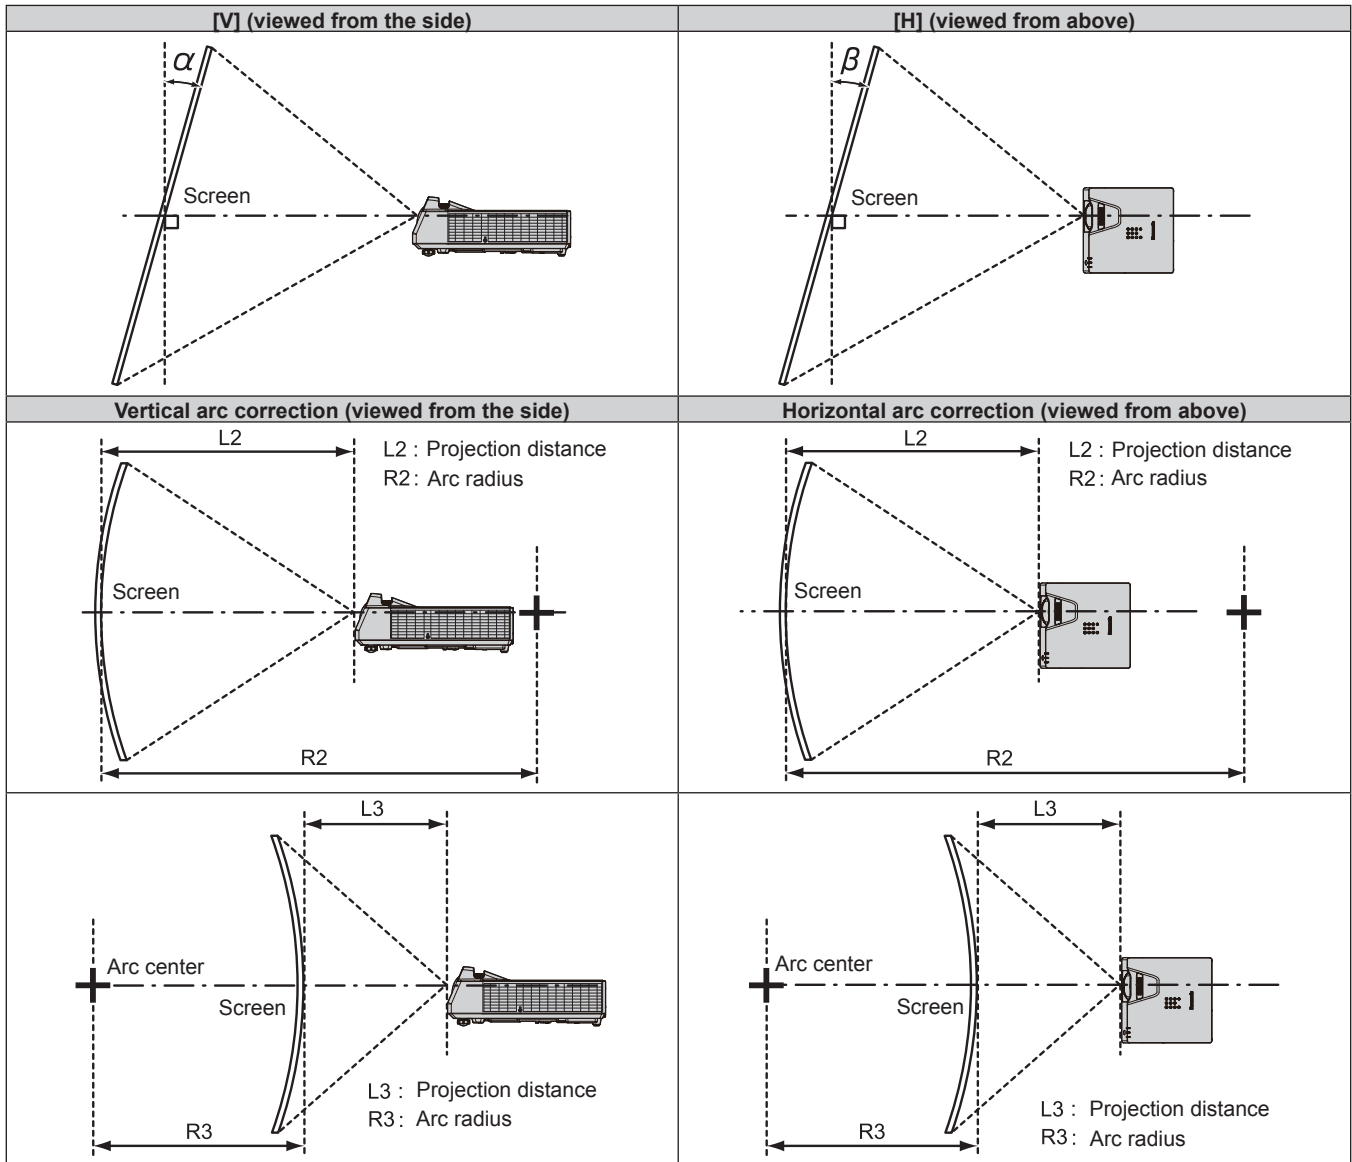 [V] (viewed from the side)
[H] (viewed from above)
α
Screen
β
Screen
Vertical arc correction (viewed from the side)
Horizontal arc correction (viewed from above)
L2
L2 : Projection distance
R2 : Arc radius
Screen
R2
L2
L2 : Projection distance
R2 : Arc radius
Screen
R2
L3
Arc center
Screen
L3 : Projection distance
R3 : Arc radius
R3
L3
Arc center
Screen
L3 : Projection distance
R3 : Arc radius
R3